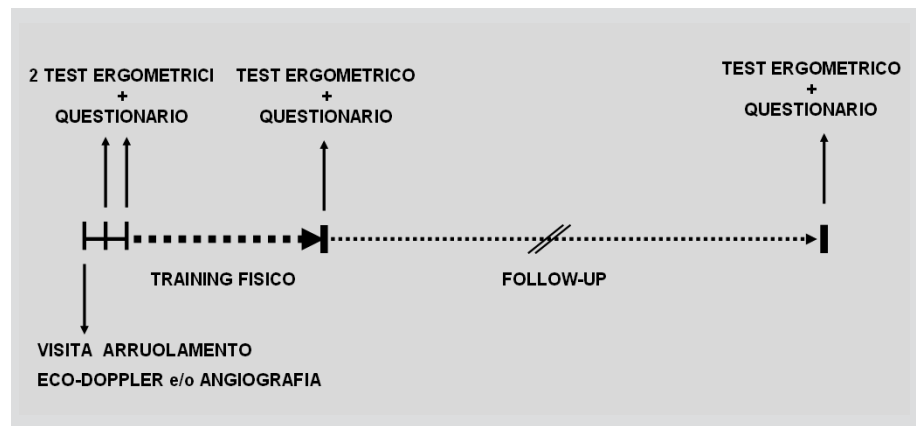 2 TEST ERGOMETRICI
+
QUESTIONARIO
TEST ERGOMETRICO
+
QUESTIONARIO
TEST ERGOMETRICO
+
QUESTIONARIO
TRAINING FISICO
FOLLOW-UP
VISITA ARRUOLAMENTO
ECO-DOPPLER e/o ANGIOGRAFIA